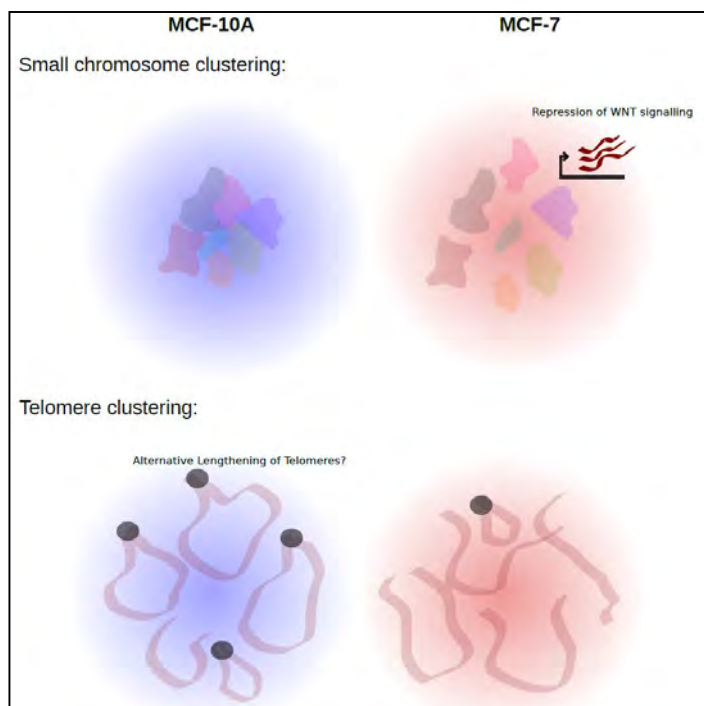 MCF-10A
MCF-7
Small chromosome clustering:
Repression of WNT signalling
Telomere clustering:
Alternative Lengthening of Telomeres?